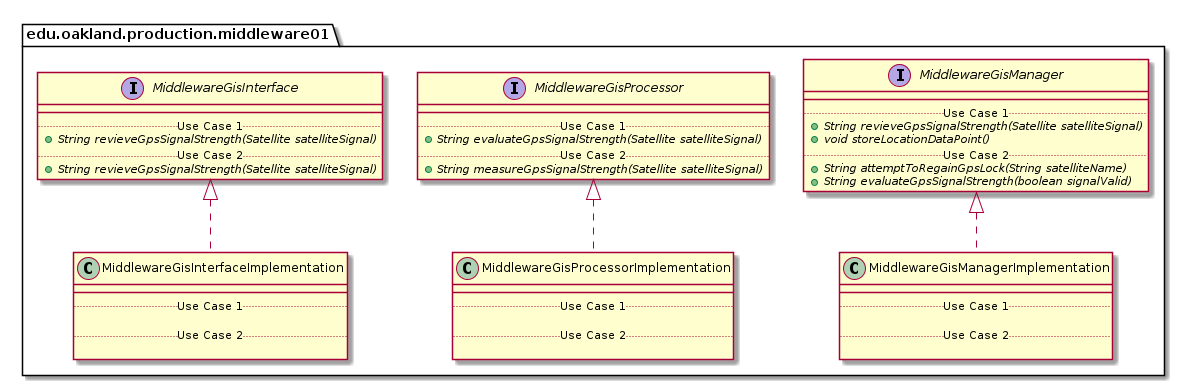 edu.oakland.production.middleware01
I MiddlewareGisInterface
Use Case 1
String revieveGpsSignalStrength(Satellite satelliteSignal)
Use Case 2
String revieveGpsSignalStrength(Satellite satelliteSignal)
I MiddlewareGisProcessor
Use Case 1
String evaluateGpsSignalStrength(Satellite satelliteSignal)
Use Case 2
String measureGpsSignalStrength(Satellite satelliteSignal)
I MiddlewareGisManager
Use Case 1
String revieveGpsSignalStrength(Satellite satelliteSignal)
void storeLocationDataPoint()
Use Case 2
String attemptToRegainGpsLock(String satelliteName)
String evaluateGpsSignalStrength(boolean signalValid)
C MiddlewareGisInterfaceImplementation
Use Case 1
Use Case 2
C MiddlewareGisProcessorImplementation
Use Case 1
Use Case 2
C MiddlewareGisManagerImplementation
Use Case 1
Use Case 2